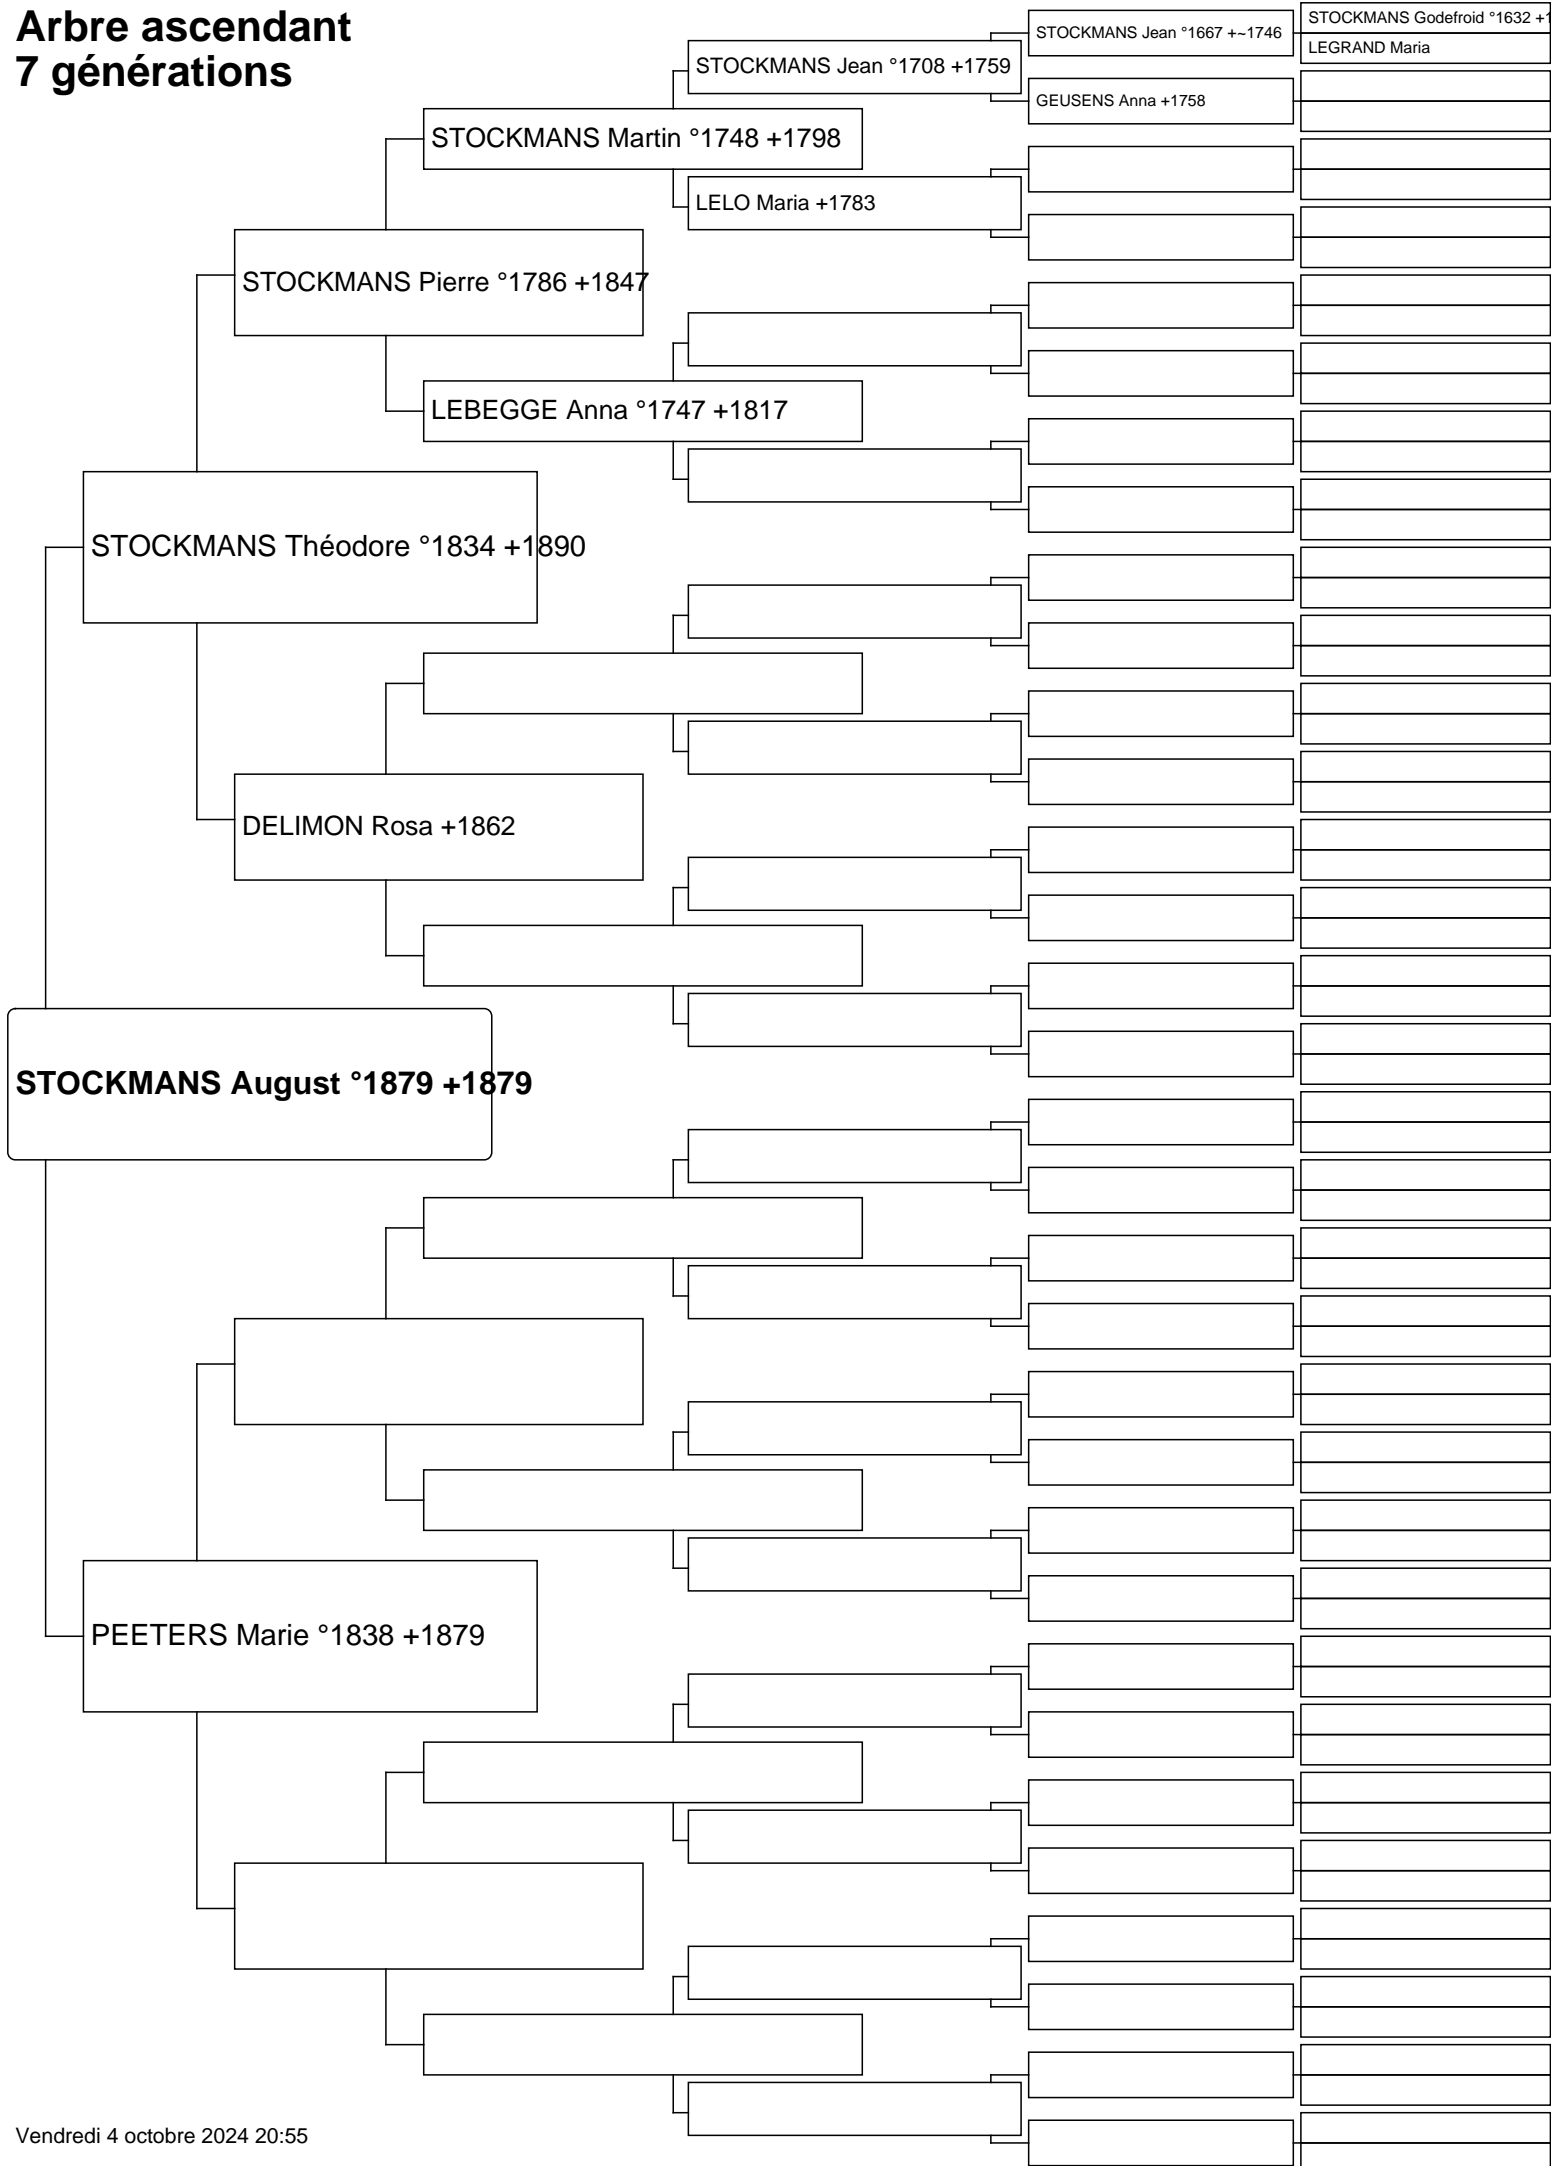 Arbre ascendant
7 générations
STOCKMANS Godefroid °1632
STOCKMANS Jean °1667 +~1746
LEGRAND Maria
STOCKMANS Jean °1708 +1759
GEUSENS Anna +1758
STOCKMANS Martin °1748 +1798
LELO Maria +1783
STOCKMANS Pierre °1786 +1847
LEBEGGE Anna °1747 +1817
STOCKMANS Théodore °1834 +1890
DELIMON Rosa +1862
STOCKMANS August °1879 +1879
PEETERS Marie °1838 +1879
Vendredi 4 octobre 2024 20:55